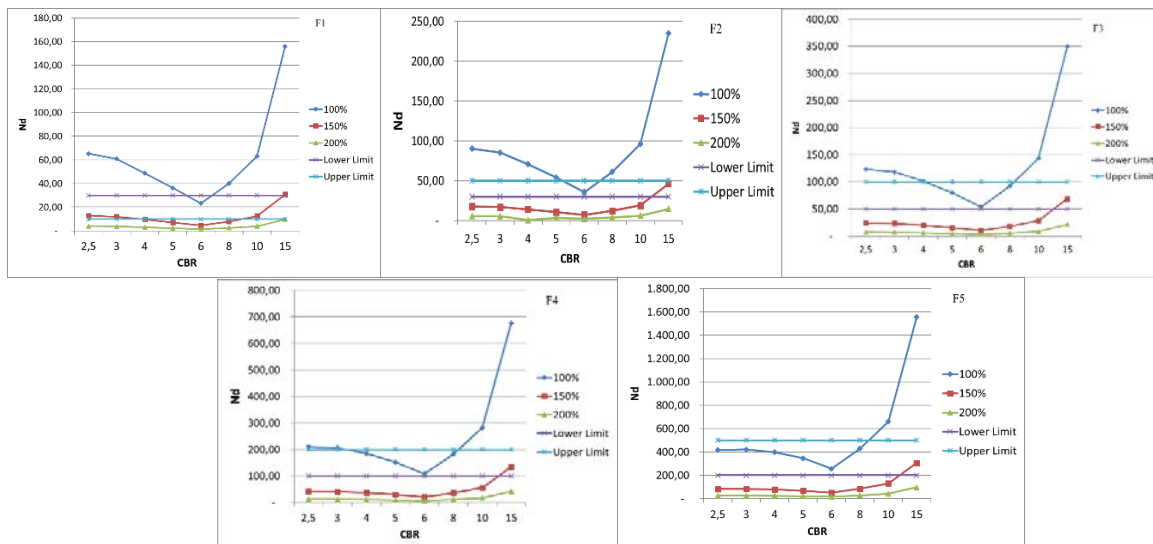 F1
180,00
160,00
140,00
120,00
100,00
80,00
60,00
40,00
20,00
-
Nd
2,5 3 4 5 6 8 10 15
CBR
100%
150%
200%
Lower Limit
Upper Limit
F2
250,00
200,00
150,00
100,00
50,00
-
Nd
2,5 3 4 5 6 8 10 15
CBR
100%
150%
200%
Lower Limit
Upper Limit
F3
400,00
350,00
300,00
250,00
200,00
150,00
100,00
50,00
-
Nd
2,5 3 4 5 6 8 10 15
CBR
100%
150%
200%
Lower Limit
Upper Limit
F4
800,00
700,00
600,00
500,00
400,00
300,00
200,00
100,00
-
Nd
2,5 3 4 5 6 8 10 15
CBR
100%
150%
200%
Lower Limit
Upper Limit
F5
1.800,00
1.600,00
1.400,00
1.200,00
1.000,00
800,00
600,00
400,00
200,00
-
Nd
2,5 3 4 5 6 8 10 15
CBR
100%
150%
200%
Lower Limit
Upper Limit